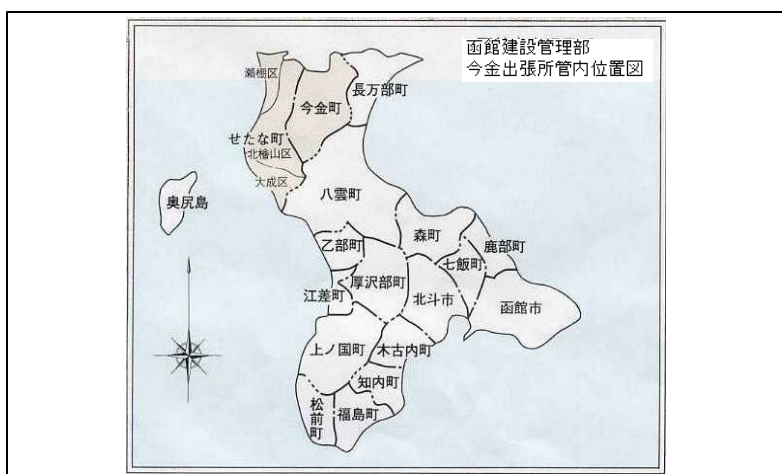 函館建設管理部
今金出張所管内位置図
瀬棚区
今金町
長万部町
せたな町
北檜山区
大成区
奥尻島
八雲町
乙部町
森町
鹿部町
七飯町
厚沢部町
江差町
北斗市
函館市
上ノ国町
木古内町
知内町
松前町
福島町